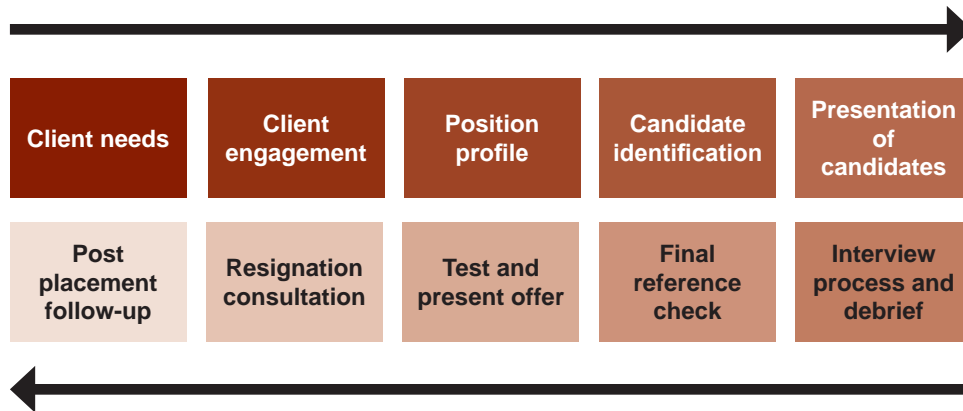 Client needs
Client
engagement
Position
profile
Candidate
identification
Presentation
of
candidates
Post
placement
follow-up
Resignation
consultation
Test and
present offer
Final
reference
check
Interview
process and
debrief